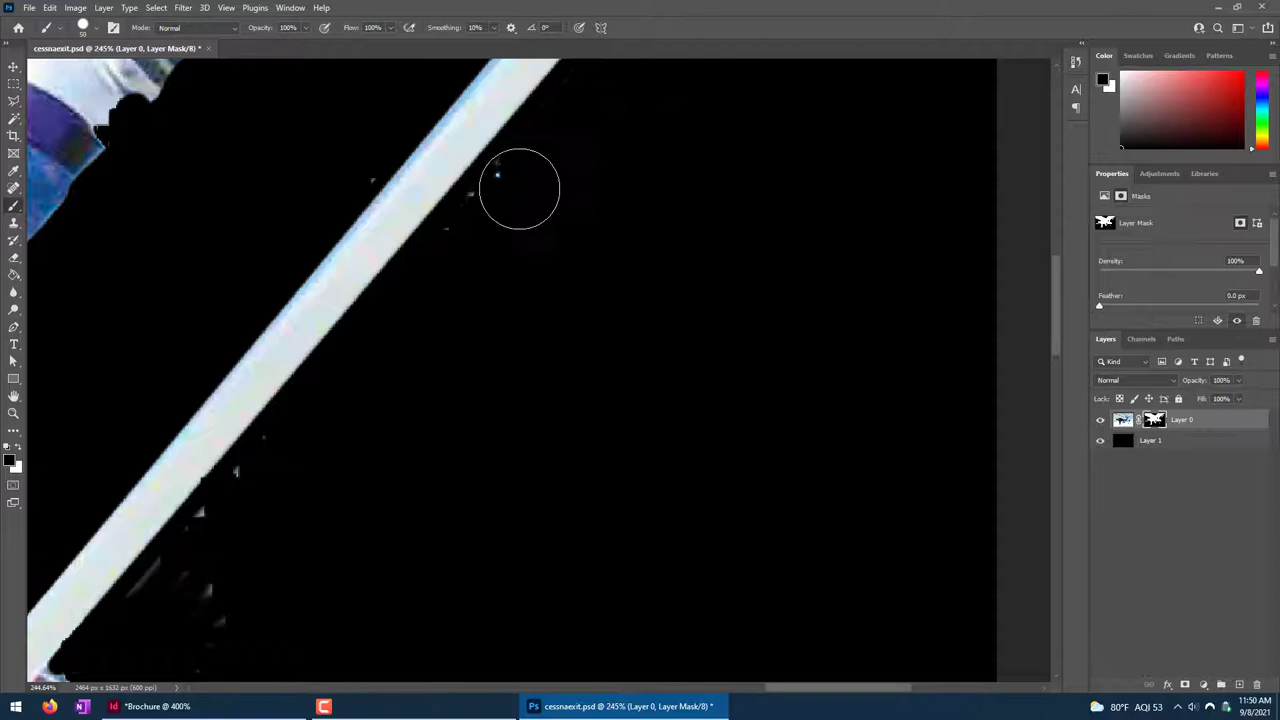 Ps File Edit Image Layer Type Select Filter 3D View Plugins Window Help
50 Mode: Normal Opacity: 100% Flow: 100% Smoothing: 10% 0°
cessnaexit.psd @ 245% (Layer 0, Layer Mask/8) *
Color Swatches Gradients Patterns
Properties Adjustments Libraries
Masks
Layer Mask
Density: 100%
Feather: 0.0 px
Layers Channels Paths
Kind
Normal Opacity: 100%
Lock: Fill: 100%
Layer 0
Layer 1
244.64% 2464 px x 1632 px (600 ppi)
*Brochure @ 400%
cessnaexit.psd @ 245% (Layer 0, Layer Mask/8) *
80°F AQI 53
11:50 AM
9/8/2021